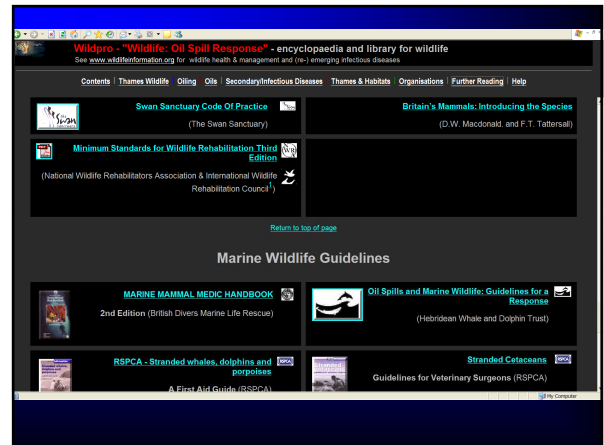 Wildpro - "Wildlife: Oil Spill Response" - encyclopaedia and library for wildlife
See www.wildlifeinformation.org for wildlife health & management and (re-) emerging infectious diseases
Contents | Thames Wildlife | Oiling | Oils | Secondary/Infectious Diseases | Thames & Habitats | Organisations | Further Reading | Help
Swan Sanctuary Code Of Practice
(The Swan Sanctuary)
Britain's Mammals: Introducing the Species
(D.W. Macdonald. and F.T. Tattersall)
Minimum Standards for Wildlife Rehabilitation Third
Edition
(National Wildlife Rehabilitators Association & International Wildlife
Rehabilitation Council1)
Return to top of page
Marine Wildlife Guidelines
MARINE MAMMAL MEDIC HANDBOOK
2nd Edition (British Divers Marine Life Rescue)
Oil Spills and Marine Wildlife: Guidelines for a
Response
(Hebridean Whale and Dolphin Trust)
RSPCA - Stranded whales, dolphins and
porpoises
A First Aid Guide (RSPCA)
Stranded Cetaceans
Guidelines for Veterinary Surgeons (RSPCA)
My Computer